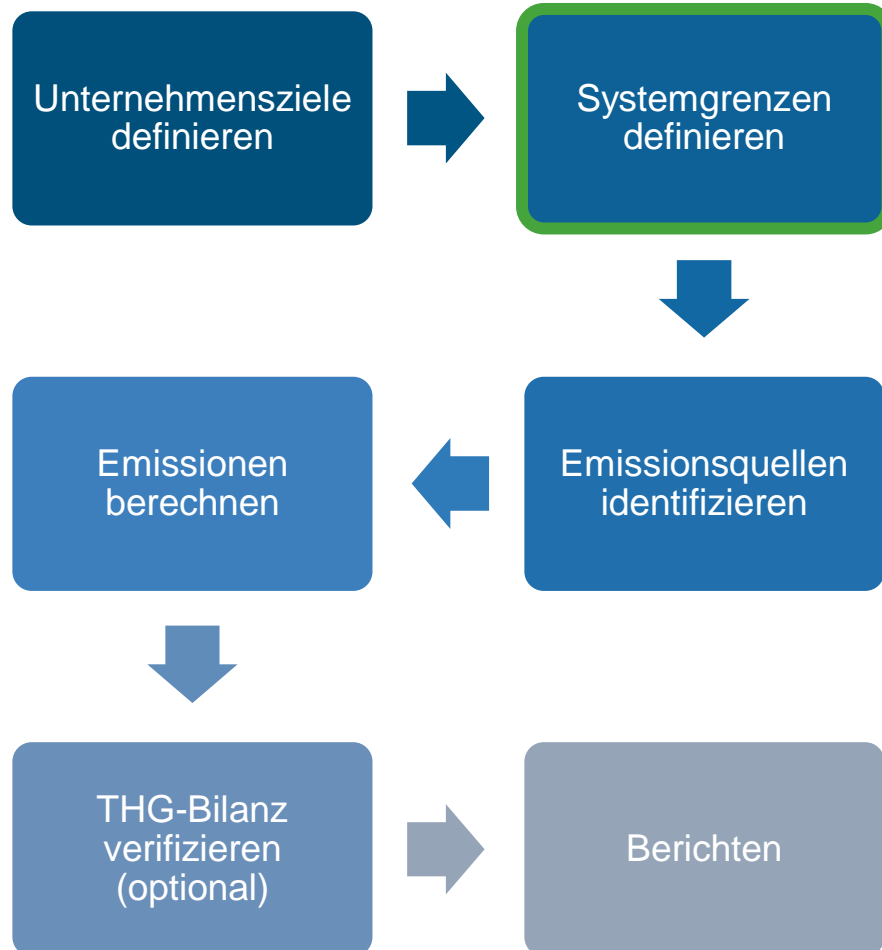 Unternehmensziele
definieren
Systemgrenzen
definieren
Emissionsquellen
identifizieren
Emissionen
berechnen
THG-Bilanz
verifizieren
(optional)
Berichten